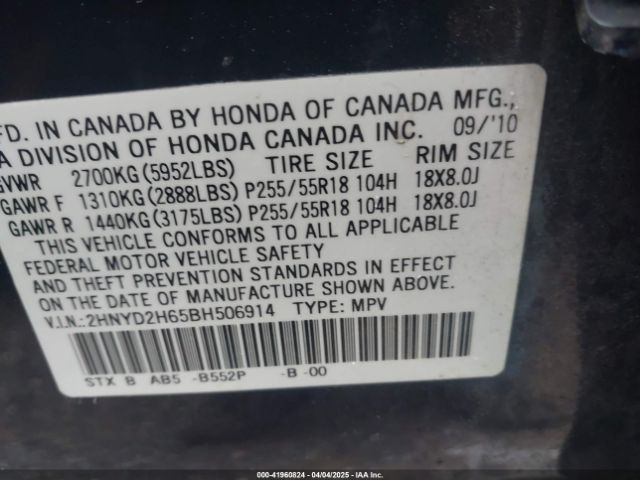 FD. IN CANADA BY HONDA OF CANADA MFG.,
A DIVISION OF HONDA CANADA INC. 09/'10
GVWR 2700KG(5952LBS) TIRE SIZE RIM SIZE
GAWR F 1310KG(2888LBS) P255/55R18 104H 18X8.0J
GAWR R 1440KG(3175LBS) P255/55R18 104H 18X8.0J
THIS VEHICLE CONFORMS TO ALL APPLICABLE
FEDERAL MOTOR VEHICLE SAFETY
AND THEFT PREVENTION STANDARDS IN EFFECT
ON THE DATE OF MANUFACTURE SHOWN ABOVE.
V.I.N.:2HNYD2H65BH506914 TYPE: MPV
STX B AB5 -B552P -B -00
000-41960824 - 04/04/2025 - IAA Inc.